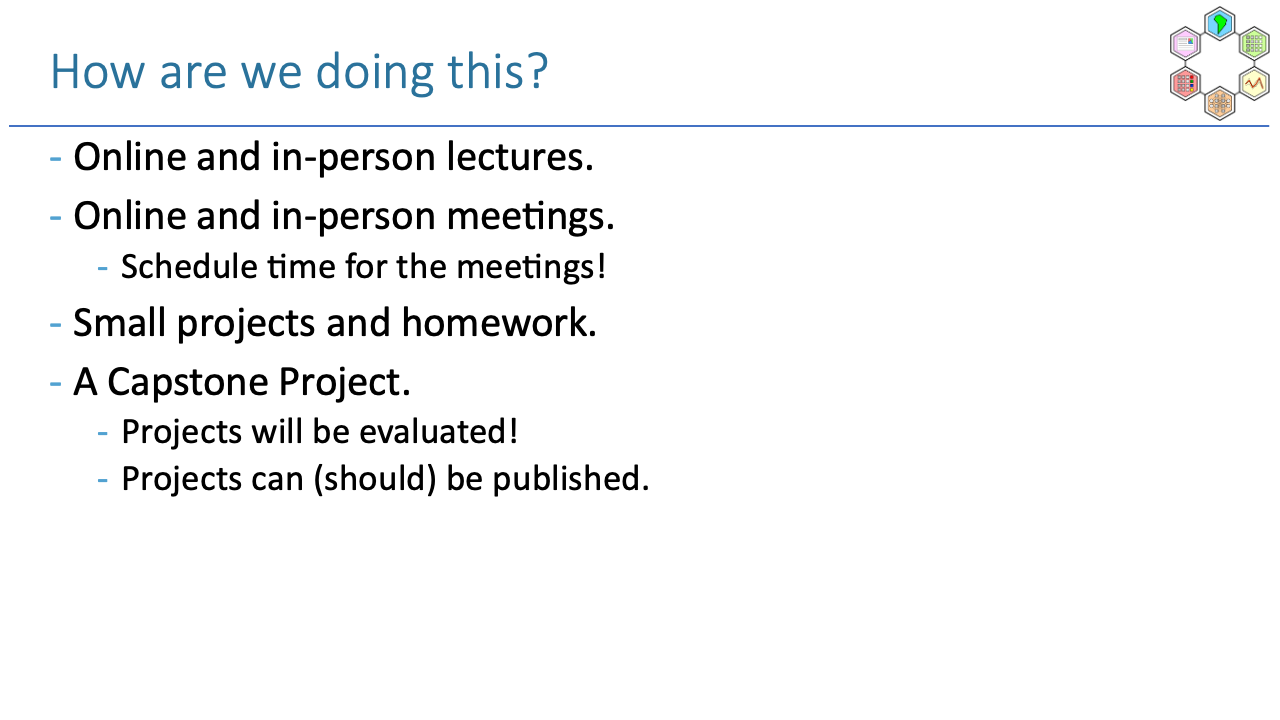 How are we doing this?
- Online and in-person lectures.
- Online and in-person meetings.
- Schedule time for the meetings!
- Small projects and homework.
- A Capstone Project.
- Projects will be evaluated!
- Projects can (should) be published.